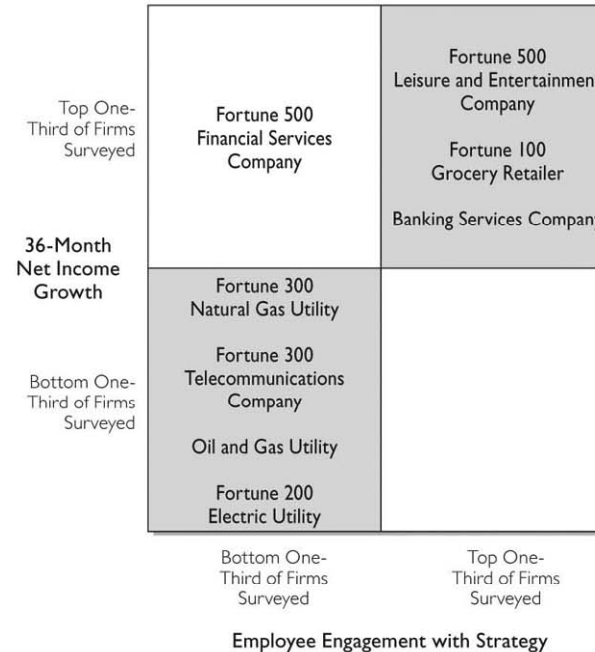 Top One-
Third of Firms
Surveyed
Fortune 500
Financial Services
Company
Fortune 500
Leisure and Entertainmen
Company
Fortune 100
Grocery Retailer
Banking Services Company
36-Month
Net Income
Growth
Bottom One-
Third of Firms
Surveyed
Fortune 300
Natural Gas Utility
Fortune 300
Telecommunications
Company
Oil and Gas Utility
Fortune 200
Electric Utility
Bottom One-
Third of Firms
Surveyed
Top One-
Third of Firms
Surveyed
Employee Engagement with Strategy